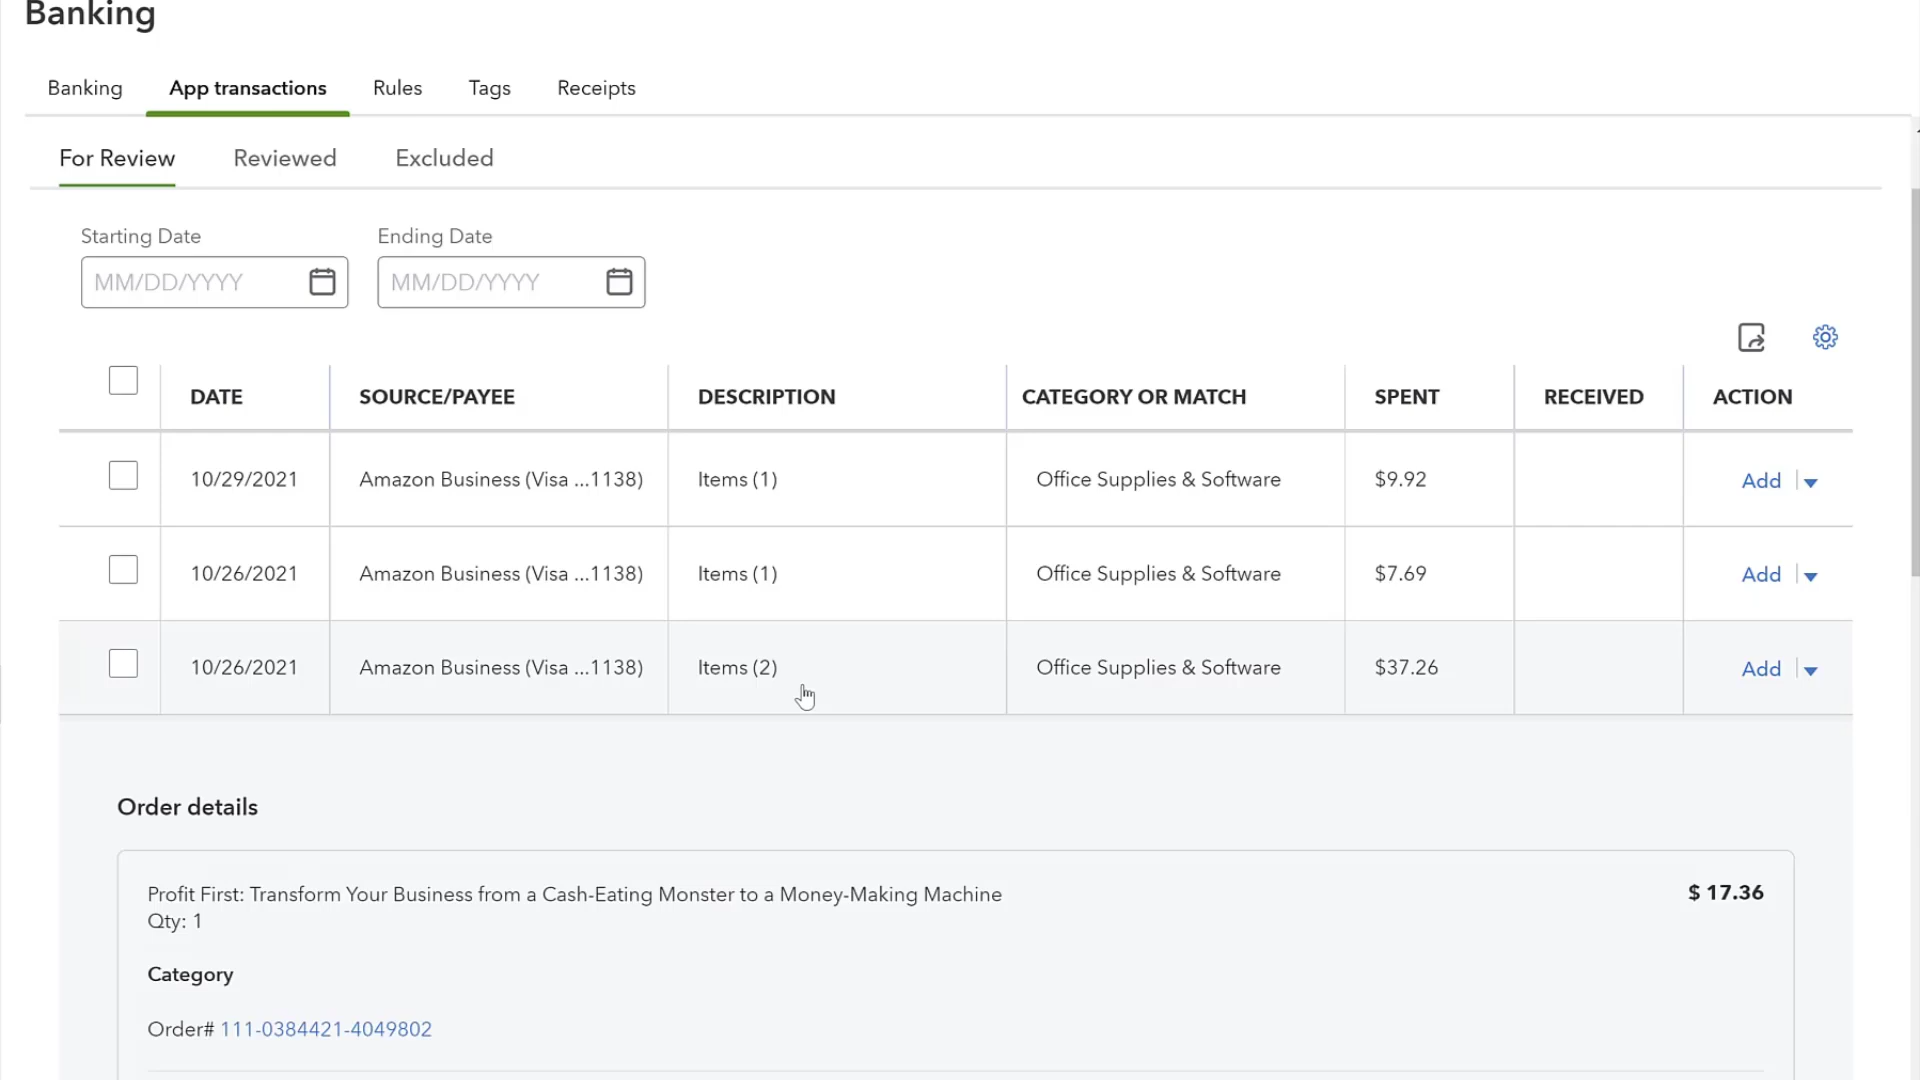 Banking
Banking App transactions Rules Tags Receipts
For Review Reviewed Excluded
Starting Date Ending Date
MM/DD/YYYY MM/DD/YYYY
DATE SOURCE/PAYEE DESCRIPTION CATEGORY OR MATCH SPENT RECEIVED ACTION
10/29/2021 Amazon Business (Visa ...1138) Items (1) Office Supplies & Software $9.92 Add
10/26/2021 Amazon Business (Visa ...1138) Items (1) Office Supplies & Software $7.69 Add
10/26/2021 Amazon Business (Visa ...1138) Items (2) Office Supplies & Software $37.26 Add
Order details
Profit First: Transform Your Business from a Cash-Eating Monster to a Money-Making Machine $ 17.36
Qty: 1
Category
Order# 111-0384421-4049802